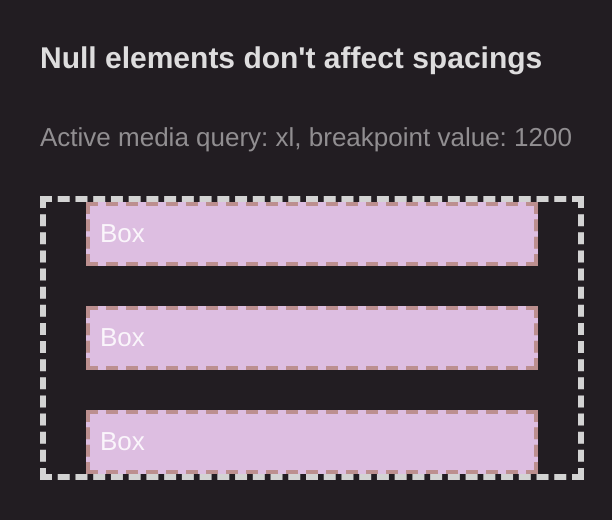 Null elements don't affect spacings
Active media query: xl, breakpoint value: 1200
Box
Box
Box